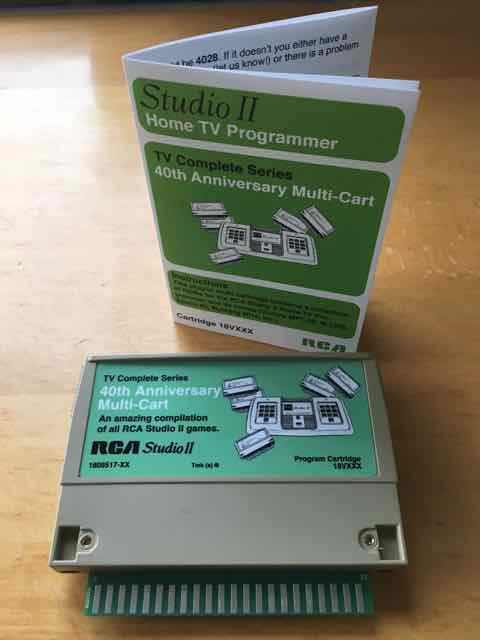 be 4028. If it doesn't you either have a
let us know!) or there is a problem
Studio II
Home TV Programmer
TV Complete Series
40th Anniversary Multi-Cart
Instructions
Cartridge 18VXXX
RCA
TV Complete Series
40th Anniversary
Multi-Cart
An amazing compilation
of all RCA Studio II games.
RCA Studio II
1808517-XX
Tmk (s) ®
Program Cartridge
18VXXX